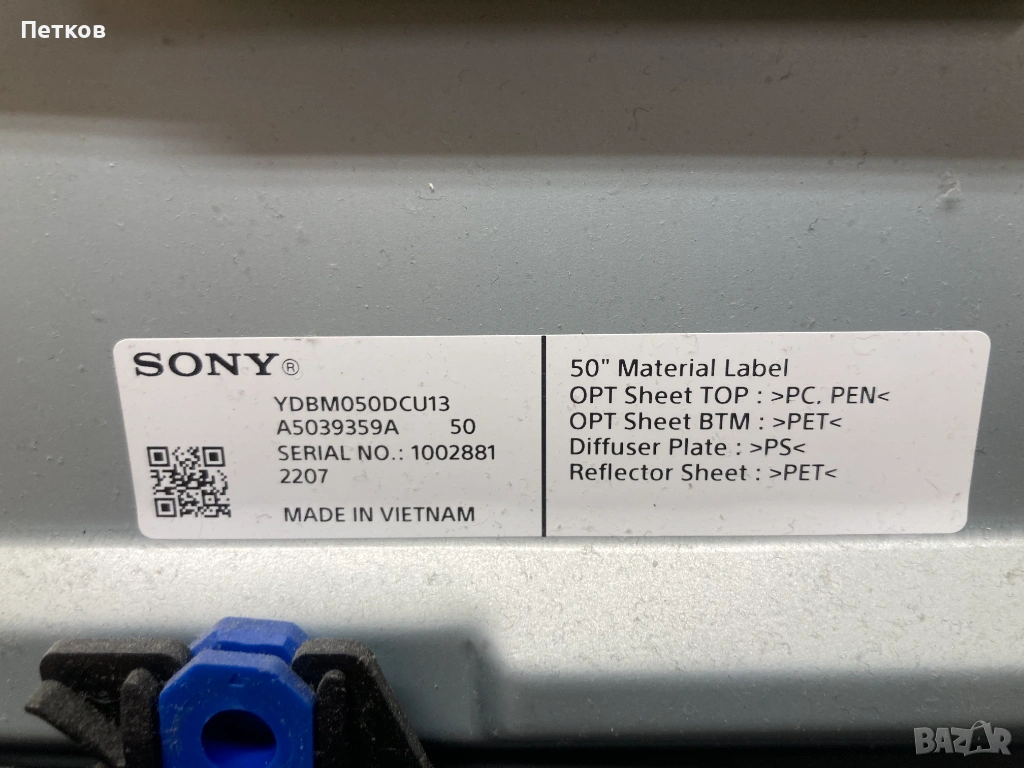 Петков
SONY®
YDBM050DCU13
A5039359A 50
SERIAL NO.: 1002881
2207
MADE IN VIETNAM
50" Material Label
OPT Sheet TOP : >PC, PEN<
OPT Sheet BTM : >PET<
Diffuser Plate : >PS<
Reflector Sheet : >PET<
BAZAR